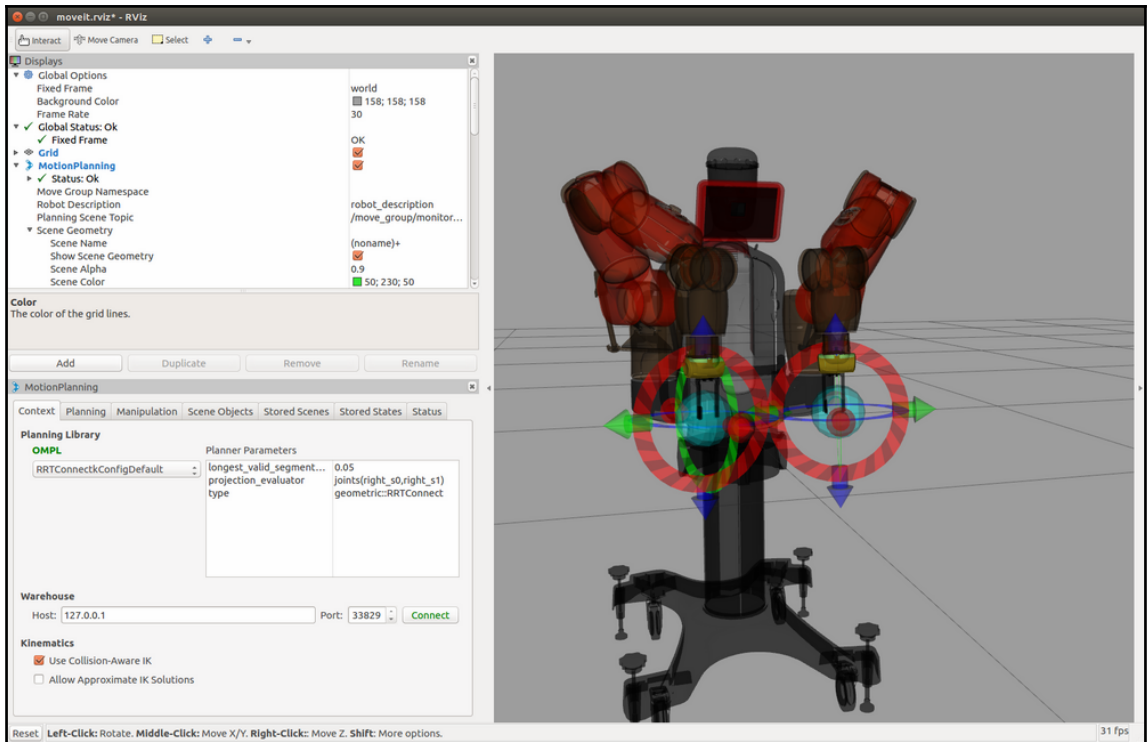 moveit.rviz* - RViz
Interact Move Camera Select
Displays
Global Options
Fixed Frame world
Background Color 158; 158; 158
Frame Rate 30
Global Status: Ok
Fixed Frame OK
Grid
MotionPlanning
Status: Ok
Move Group Namespace
Robot Description robot_description
Planning Scene Topic /move_group/monitor...
Scene Geometry
Scene Name (noname)+
Show Scene Geometry
Scene Alpha 0.9
Scene Color 50; 230; 50
Color
The color of the grid lines.
Add Duplicate Remove Rename
MotionPlanning
Context Planning Manipulation Scene Objects Stored Scenes Stored States Status
Planning Library
OMPL Planner Parameters
RRTConnectkConfigDefault
longest_valid_segment... 0.05
projection_evaluator joints(right_s0,right_s1)
type geometric::RRTConnect
Warehouse
Host: 127.0.0.1 Port: 33829 Connect
Kinematics
Use Collision-Aware IK
Allow Approximate IK Solutions
Reset Left-Click: Rotate. Middle-Click: Move X/Y. Right-Click:: Move Z. Shift: More options. 31 fps